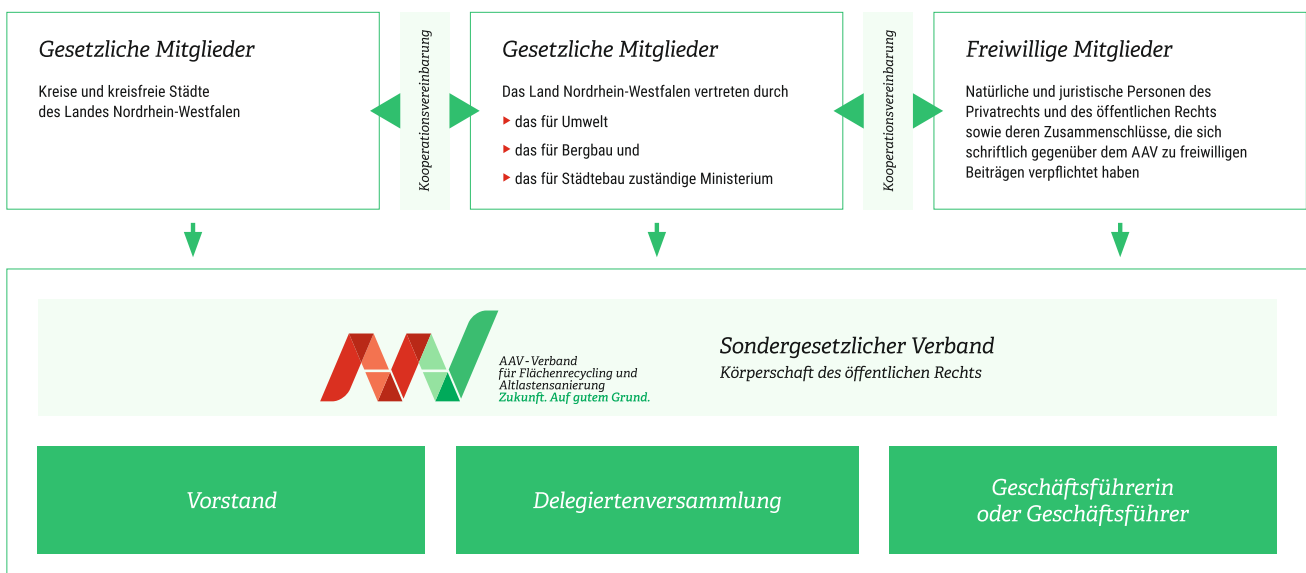 Gesetzliche Mitglieder
Kreise und kreisfreie Städte
des Landes Nordrhein-Westfalen
Kooperationsvereinbarung
Gesetzliche Mitglieder
Das Land Nordrhein-Westfalen vertreten durch
das für Umwelt
das für Bergbau und
das für Städtebau zuständige Ministerium
Kooperationsvereinbarung
Freiwillige Mitglieder
Natürliche und juristische Personen des
Privatrechts und des öffentlichen Rechts
sowie deren Zusammenschlüsse, die sich
schriftlich gegenüber dem AAV zu freiwilligen
Beiträgen verpflichtet haben
AAV
AAV-Verband
für Flächenrecycling und
Altlastensanierung
Zukunft. Auf gutem Grund.
Sondergesetzlicher Verband
Körperschaft des öffentlichen Rechts
Vorstand
Delegiertenversammlung
Geschäftsführerin
oder Geschäftsführer